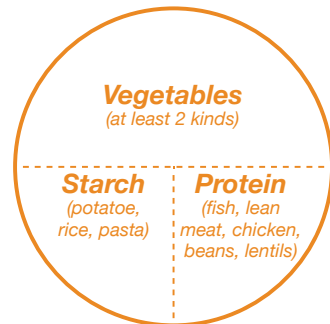 Vegetables
(at least 2 kinds)
Starch
(potatoe,
rice, pasta)
Protein
(fish, lean
meat, chicken,
beans, lentils)